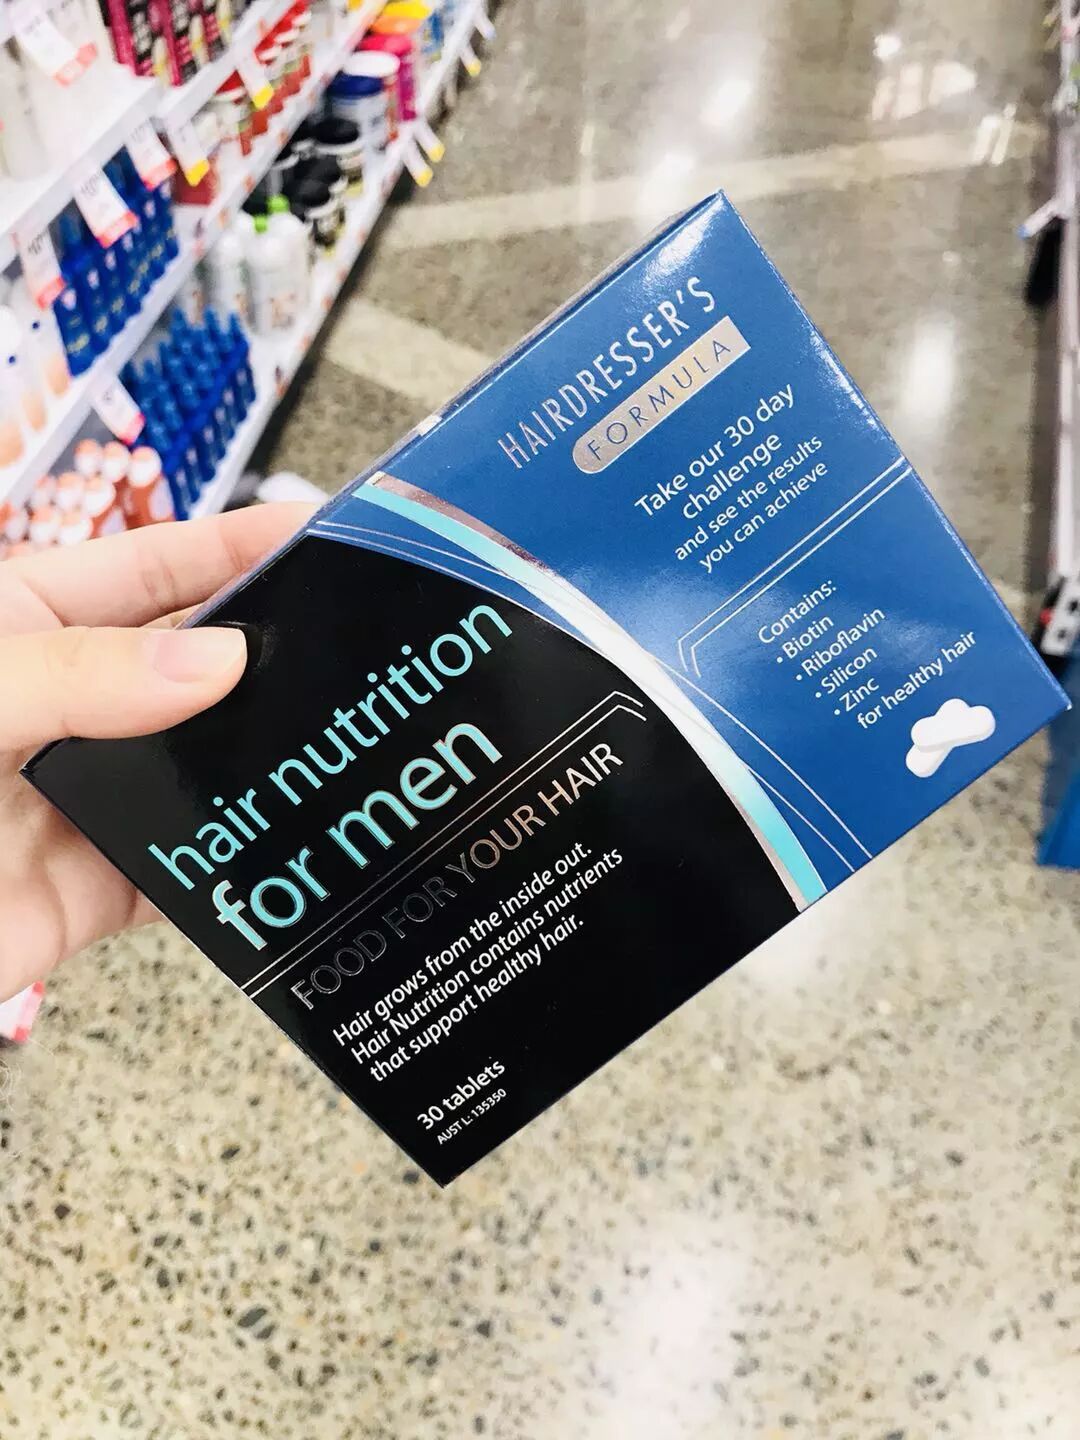 HAIRDRESSER'S
FORMULA
Take our 30 day
challenge
and see the results
you can achieve
Contains:
• Biotin
• Riboflavin
• Silicon
• Zinc
for healthy hair
hair nutrition
for men
FOOD FOR YOUR HAIR
Hair grows from the inside out.
Hair Nutrition contains nutrients
that support healthy hair.
30 tablets
AUST L: 135350